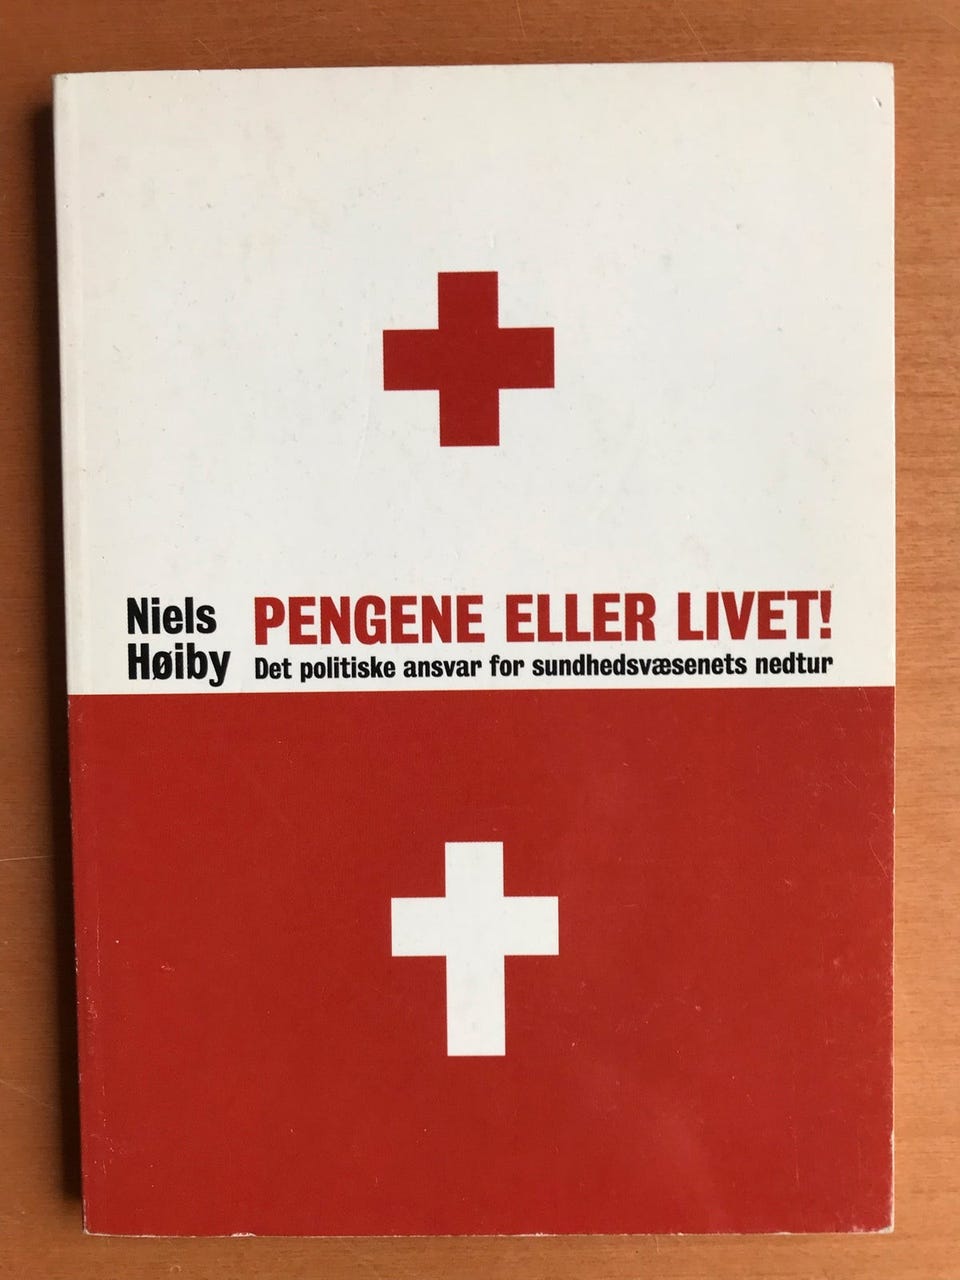 Niels
Høiby
PENGENE ELLER LIVET!
Det politiske ansvar for sundhedsvæsenets nedtur